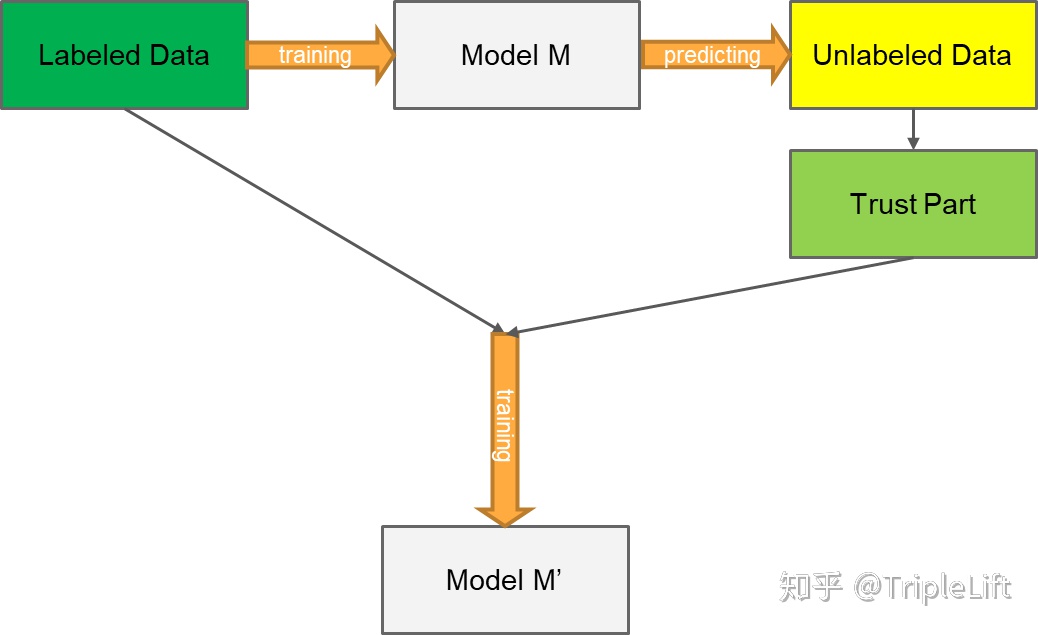 Labeled Data
training
Model M
predicting
Unlabeled Data
Trust Part
training
Model M’
知乎 @TripleLift